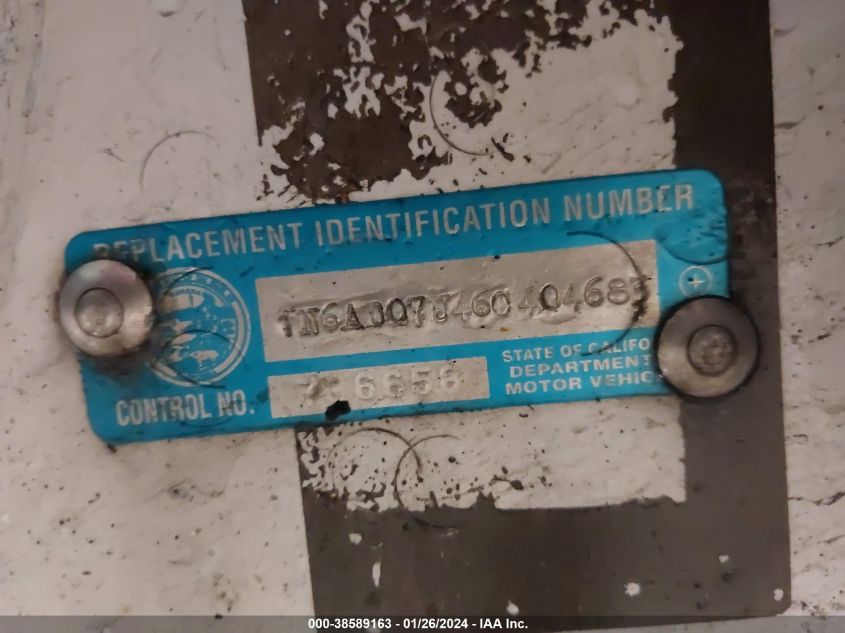 REPLACEMENT IDENTIFICATION NUMBER
1N6AD07U46C404683
CONTROL NO. 6656
STATE OF CALIFO
DEPARTMENT
MOTOR VEHIC
000-38589163 - 01/26/2024 - IAA Inc.